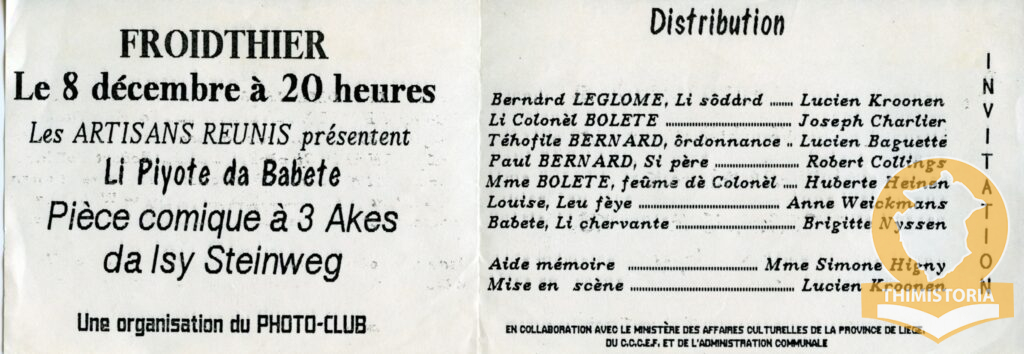 FROIDTHIER
Le 8 décembre à 20 heures
Les ARTISANS REUNIS présentent
Li Piyote da Babete
Pièce comique à 3 Akes
da Isy Steinweg
Une organisation du PHOTO-CLUB
Distribution
Bernård LEGLOME, Li sôdård ....... Lucien Kroonen
Li Colonèl BOLETE ................................ Joseph Charlier
Téhofile BERNARD, ôrdonnance .. Lucien Baguette
Paul BERNARD, Si père ..................... Robert Collings
Mme BOLETE, feûme dè Colonèl .... Huberte Heinen
Louise, Leu fèye ................................... Anne Weickmans
Babete, Li chervante ............................. Brigitte Nyssen
Aide mémoire ................................ Mme Simone Higny
Mise en scène ................................ Lucien Kroonen
EN COLLABORATION AVEC LE MINISTÈRE DES AFFAIRES CULTURELLES DE LA PROVINCE DE LIEGE,
DU C.C.C.E.F. ET DE L'ADMINISTRATION COMMUNALE
INVITATION
THIMISTORIA